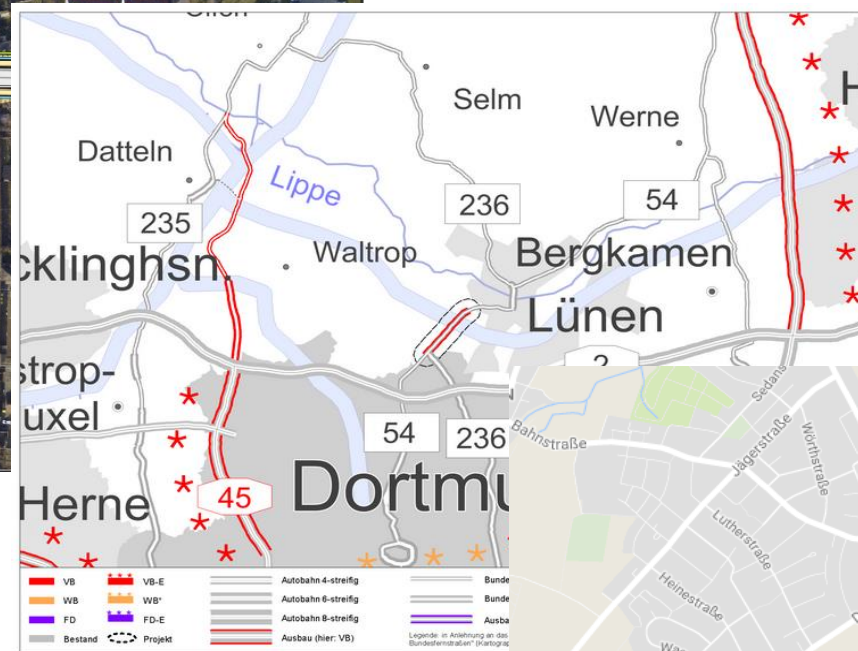 Selm
Werne
Datteln
Lippe
236
54
235
Waltrop
Bergkamen
cklinghsn.
Lünen
2
strop-
uxel
54
236
Herne
45
Dortmu
VB
VB-E
Autobahn 4-streifig
WB
WB*
Autobahn 6-streifig
FD
FD-E
Autobahn 8-streifig
Bestand
Projekt
Ausbau (hier: VB)
Bunde
Bunde
Ausba
Legende: in Anlehnung an das
Bundesfernstraßen" (Kartograp
H
Sedans
Bahnstraße
Jägerstraße
Wörthstraße
Lutherstraße
Heinestraße